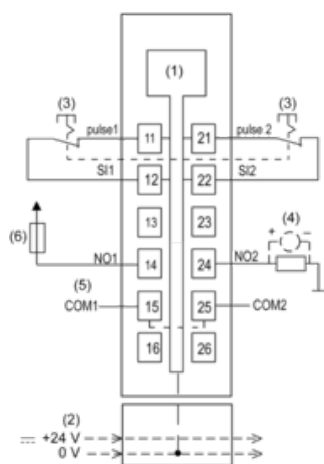 (1)
(3) (3)
pulse1 11 21 pulse 2
SI1 12 22 SI2
13 23
(4)
+ −
(6)
NO1 14 24 NO2
(5)
COM1 15 25 COM2
16 26
(2)
+24 V
0 V